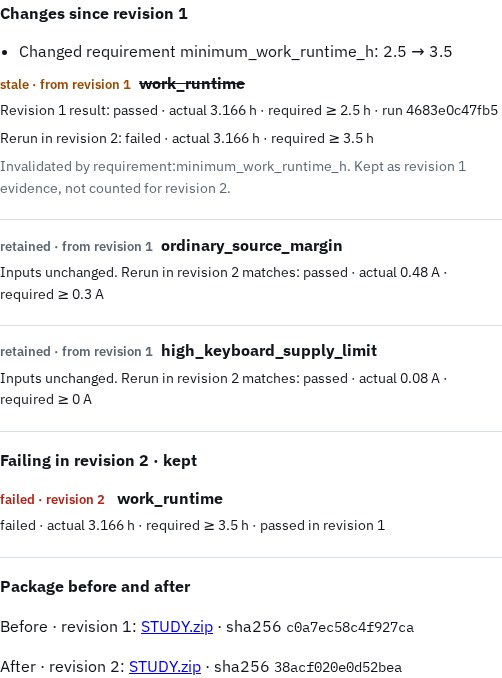 Changes since revision 1
• Changed requirement minimum_work_runtime_h: 2.5 → 3.5
stale · from revision 1 work_runtime
Revision 1 result: passed · actual 3.166 h · required ≥ 2.5 h · run 4683e0c47fb5
Rerun in revision 2: failed · actual 3.166 h · required ≥ 3.5 h
Invalidated by requirement:minimum_work_runtime_h. Kept as revision 1
evidence, not counted for revision 2.
retained · from revision 1 ordinary_source_margin
Inputs unchanged. Rerun in revision 2 matches: passed · actual 0.48 A ·
required ≥ 0.3 A
retained · from revision 1 high_keyboard_supply_limit
Inputs unchanged. Rerun in revision 2 matches: passed · actual 0.08 A ·
required ≥ 0 A
Failing in revision 2 · kept
failed · revision 2 work_runtime
failed · actual 3.166 h · required ≥ 3.5 h · passed in revision 1
Package before and after
Before · revision 1: STUDY.zip · sha256 c0a7ec58c4f927ca
After · revision 2: STUDY.zip · sha256 38acf020e0d52bea